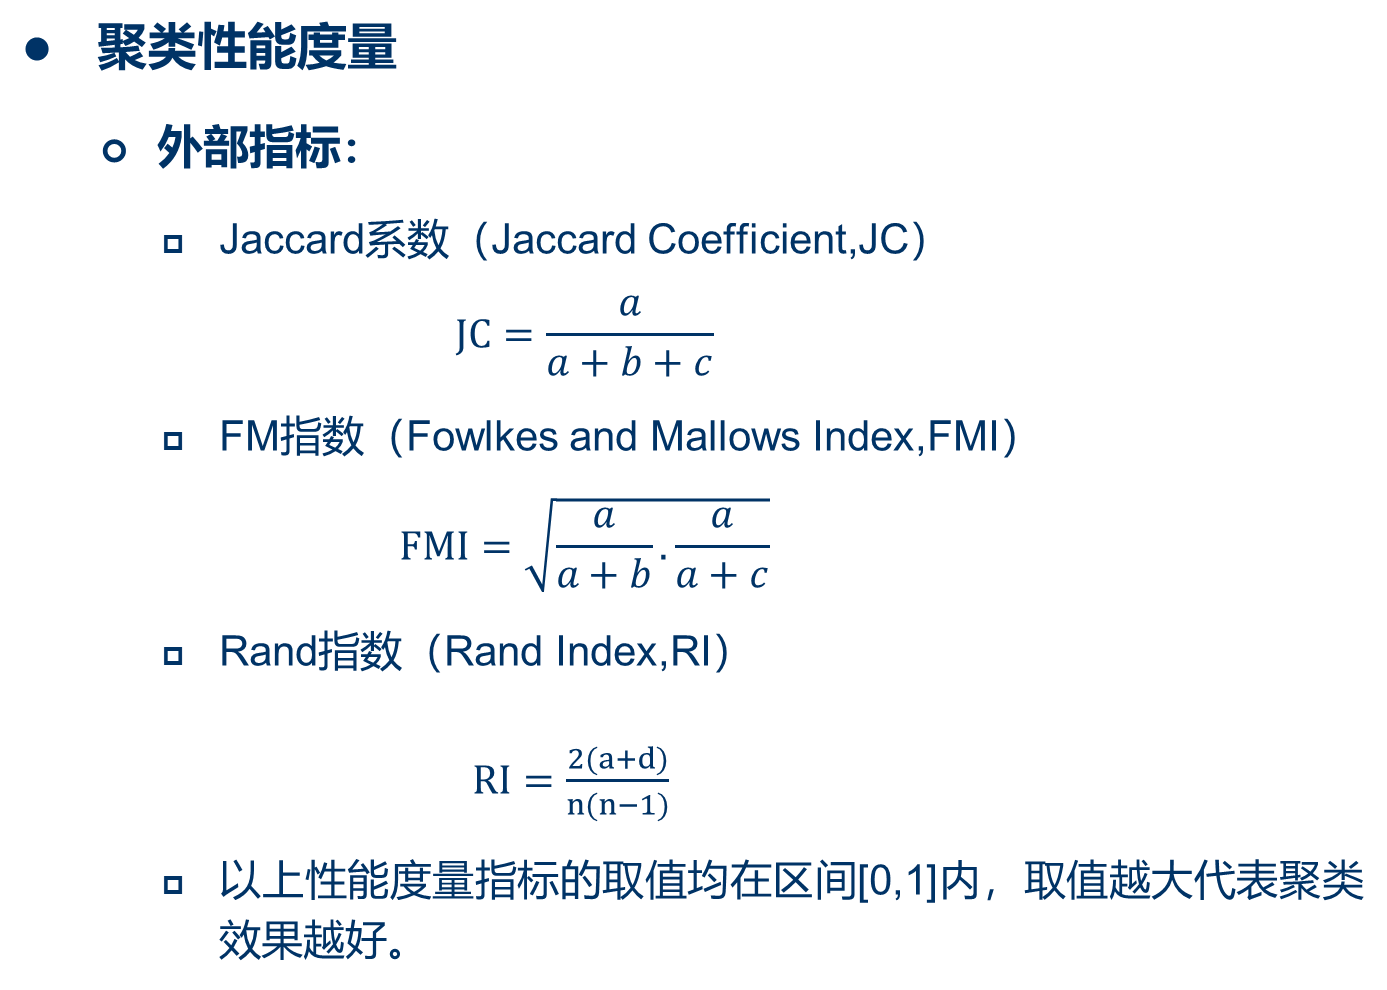 ● 聚类性能度量
○ 外部指标：
□ Jaccard系数（Jaccard Coefficient,JC）
JC = a / (a + b + c)
□ FM指数（Fowlkes and Mallows Index,FMI）
FMI = √(a / (a + b) . a / (a + c))
□ Rand指数（Rand Index,RI）
RI = 2(a+d) / n(n−1)
□ 以上性能度量指标的取值均在区间[0,1]内，取值越大代表聚类
效果越好。